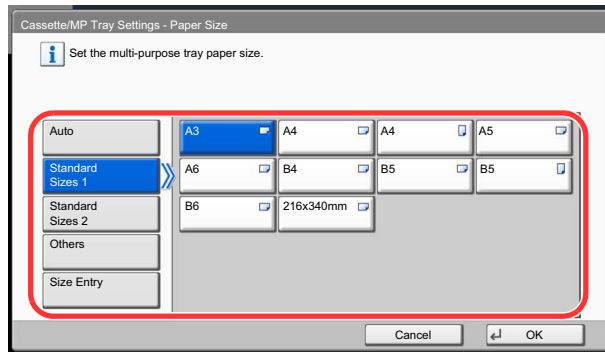 Cassette/MP Tray Settings - Paper Size
i Set the multi-purpose tray paper size.
Auto
Standard
Sizes 1
Standard
Sizes 2
Others
Size Entry
A3 A4 A4 A5
A6 B4 B5 B5
B6 216x340mm
Cancel OK